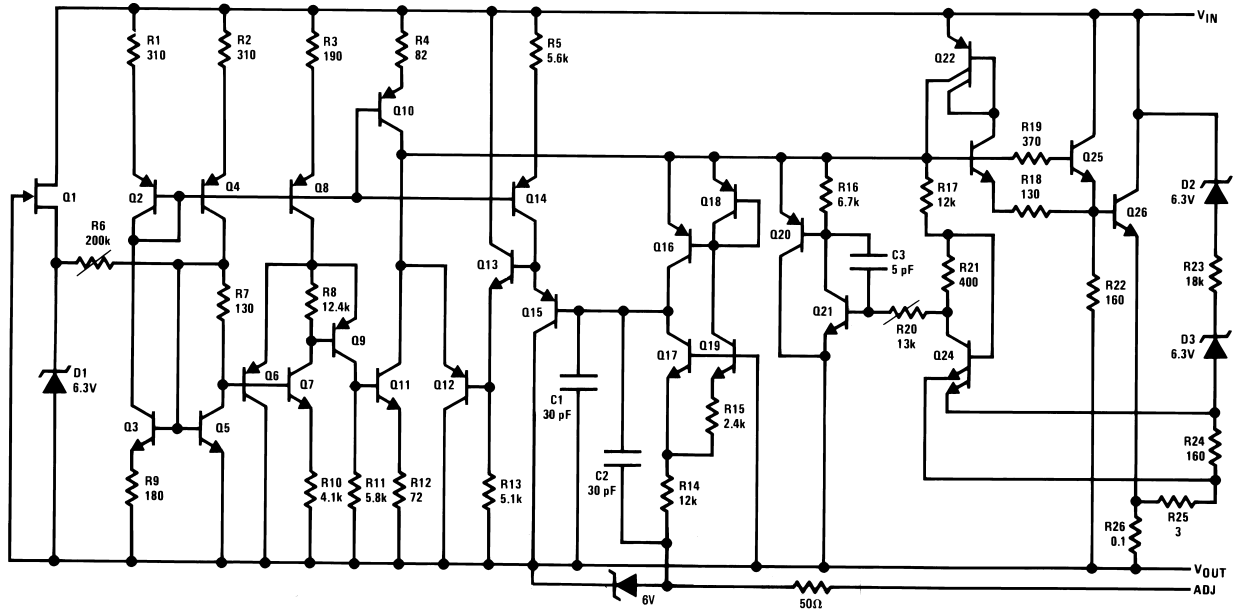 VIN
R1
310
R2
310
R3
190
R4
82
R5
5.6k
Q22
Q10
R19
370
Q25
Q1
Q2
Q4
Q8
Q14
Q18
R16
6.7k
R17
12k
R18
130
Q26
D2
6.3V
R6
200k
Q13
Q16
Q20
C3
5 pF
R7
130
R8
12.4k
Q15
R21
400
R22
160
R23
18k
Q9
Q21
R20
13k
D1
6.3V
Q6
Q7
Q11
Q12
Q17
Q19
Q24
D3
6.3V
C1
30 pF
R15
2.4k
Q3
Q5
R24
160
R9
180
R10
4.1k
R11
5.8k
R12
72
R13
5.1k
C2
30 pF
R14
12k
R26
0.1
R25
3
VOUT
6V
50Ω
ADJ